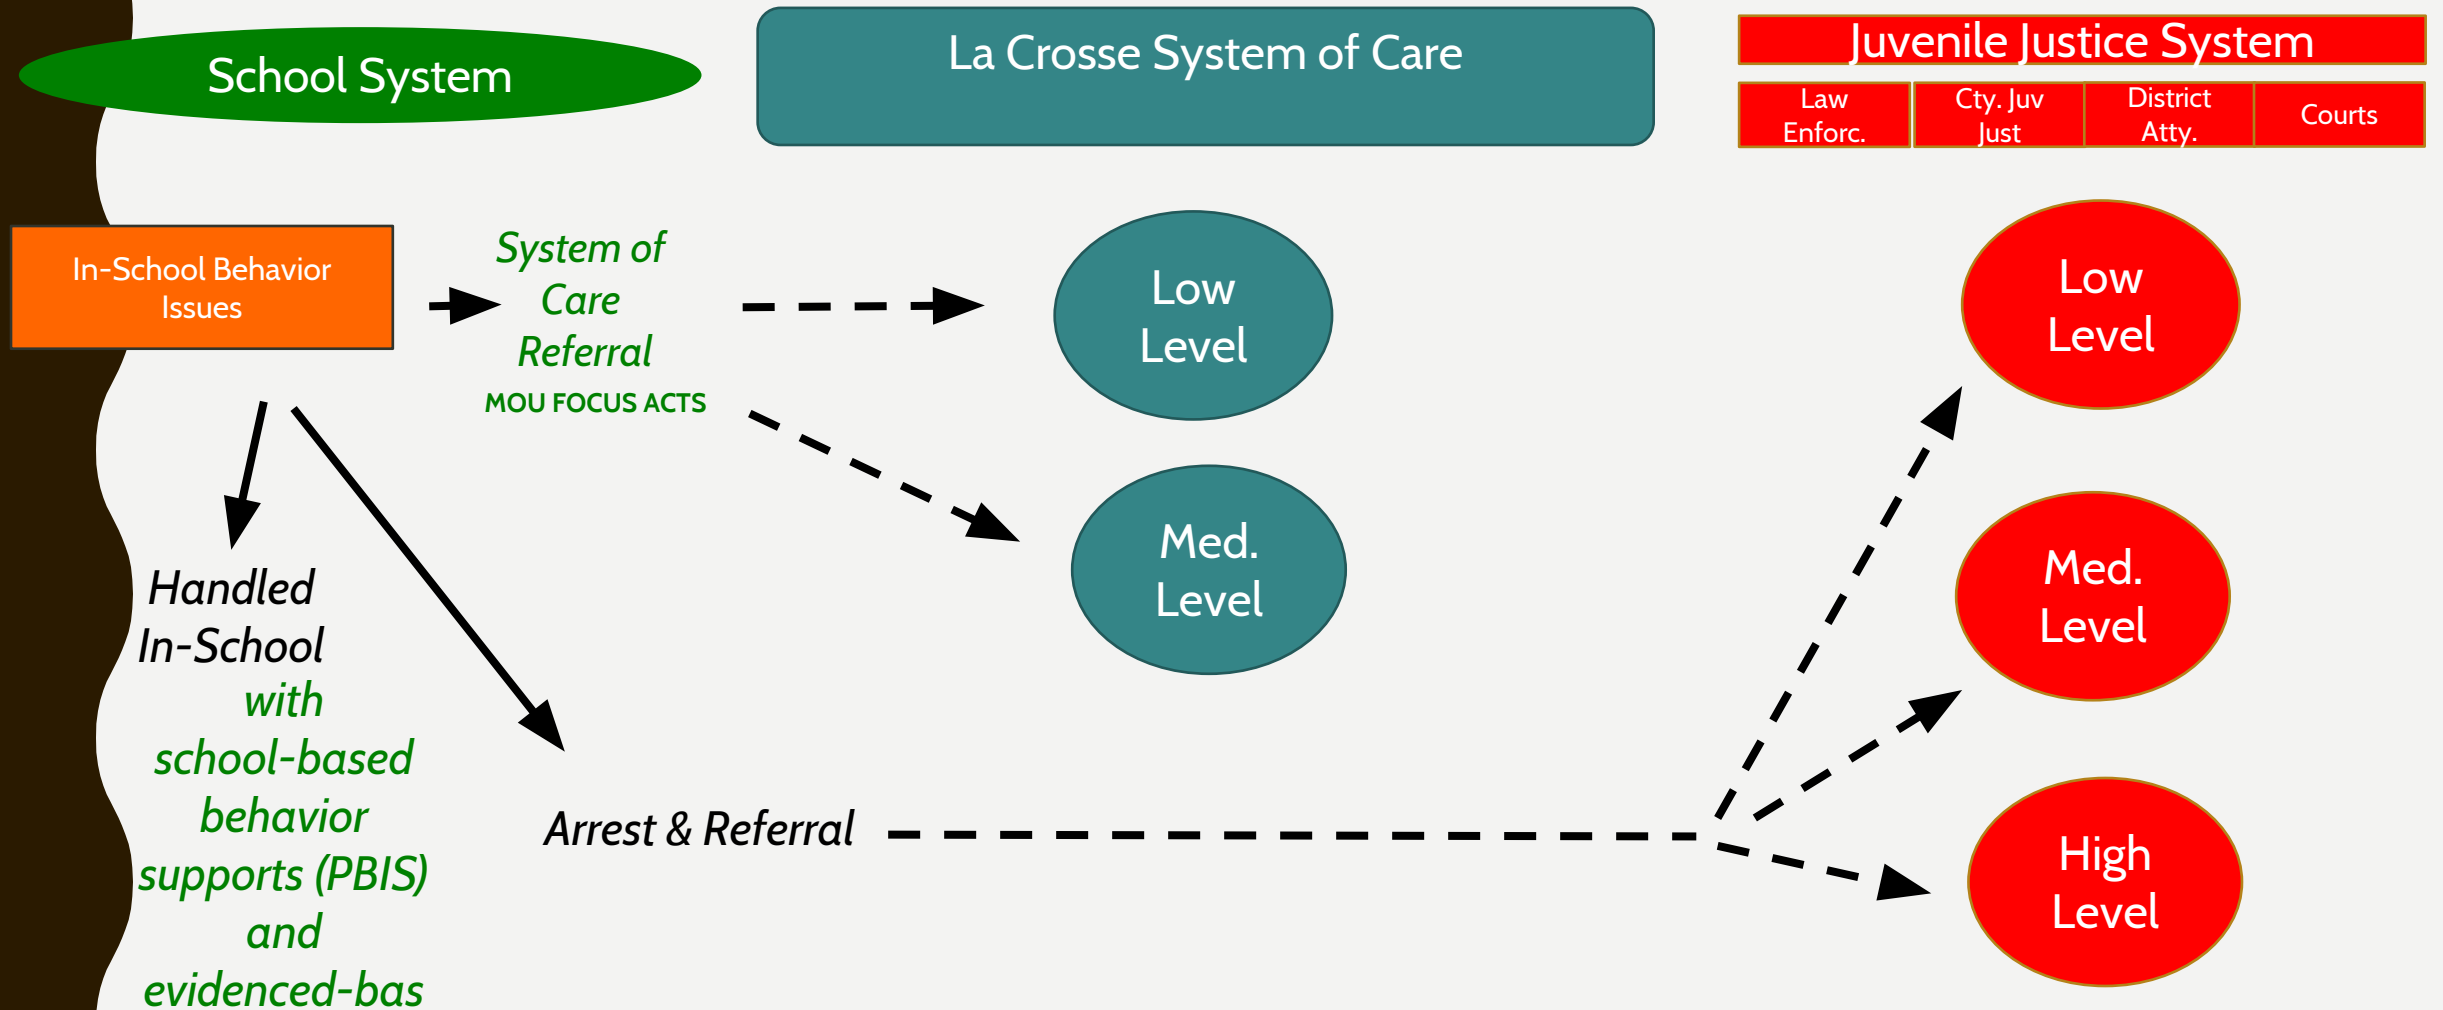 School System
La Crosse System of Care
Juvenile Justice System
Law
Enforc.
Cty. Juv
Just
District
Atty.
Courts
In-School Behavior
Issues
System of
Care
Referral
MOU FOCUS ACTS
Low
Level
Med.
Level
Low
Level
Med.
Level
High
Level
Handled
In-School
with
school-based
behavior
supports (PBIS)
and
evidenced-bas
Arrest & Referral